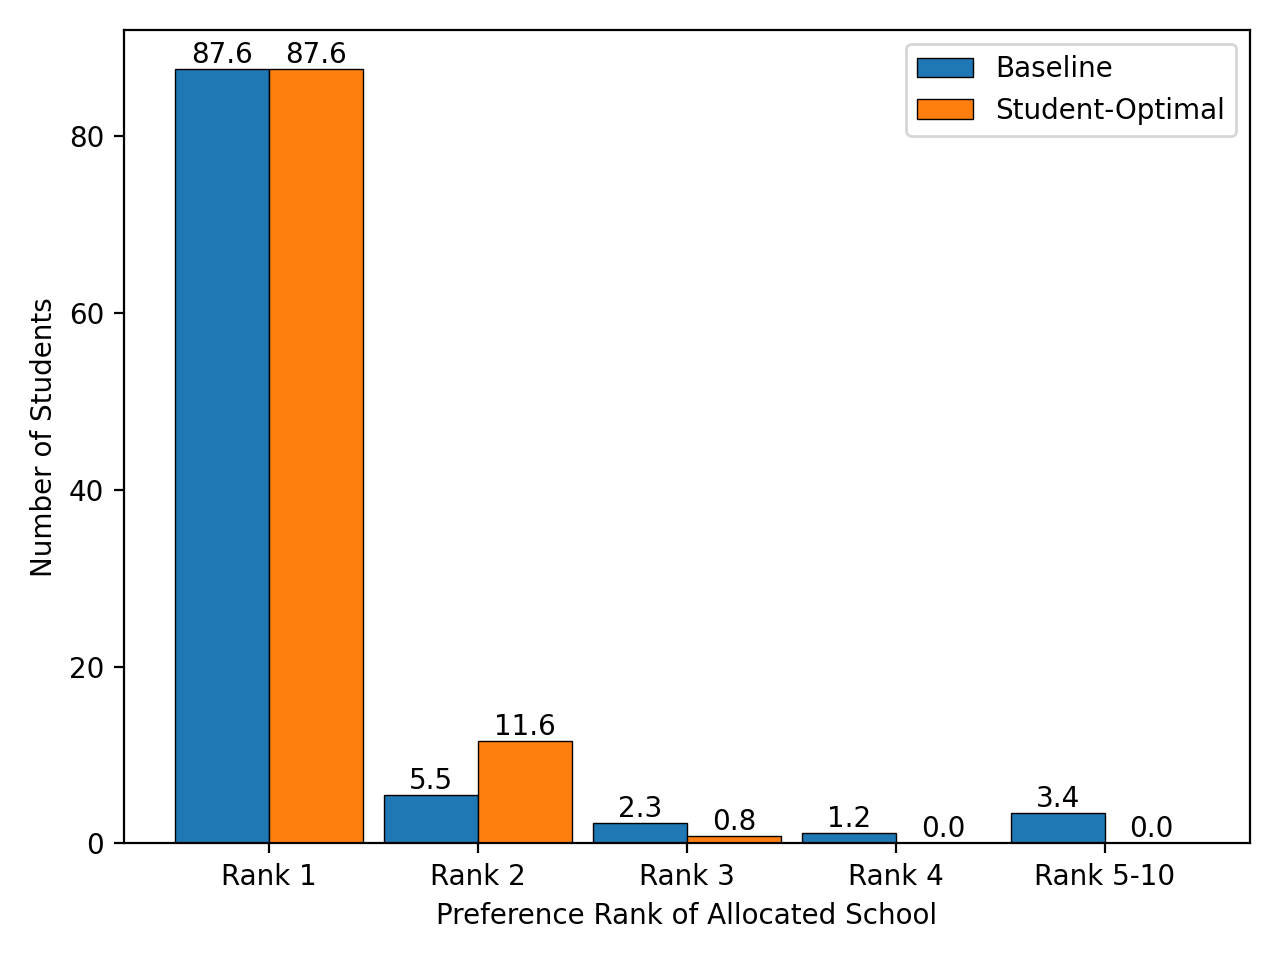 87.6 87.6
Baseline
Student-Optimal
80
60
40
20
0
Number of Students
5.5 11.6
2.3 0.8
1.2 0.0
3.4 0.0
Rank 1 Rank 2 Rank 3 Rank 4 Rank 5-10
Preference Rank of Allocated School